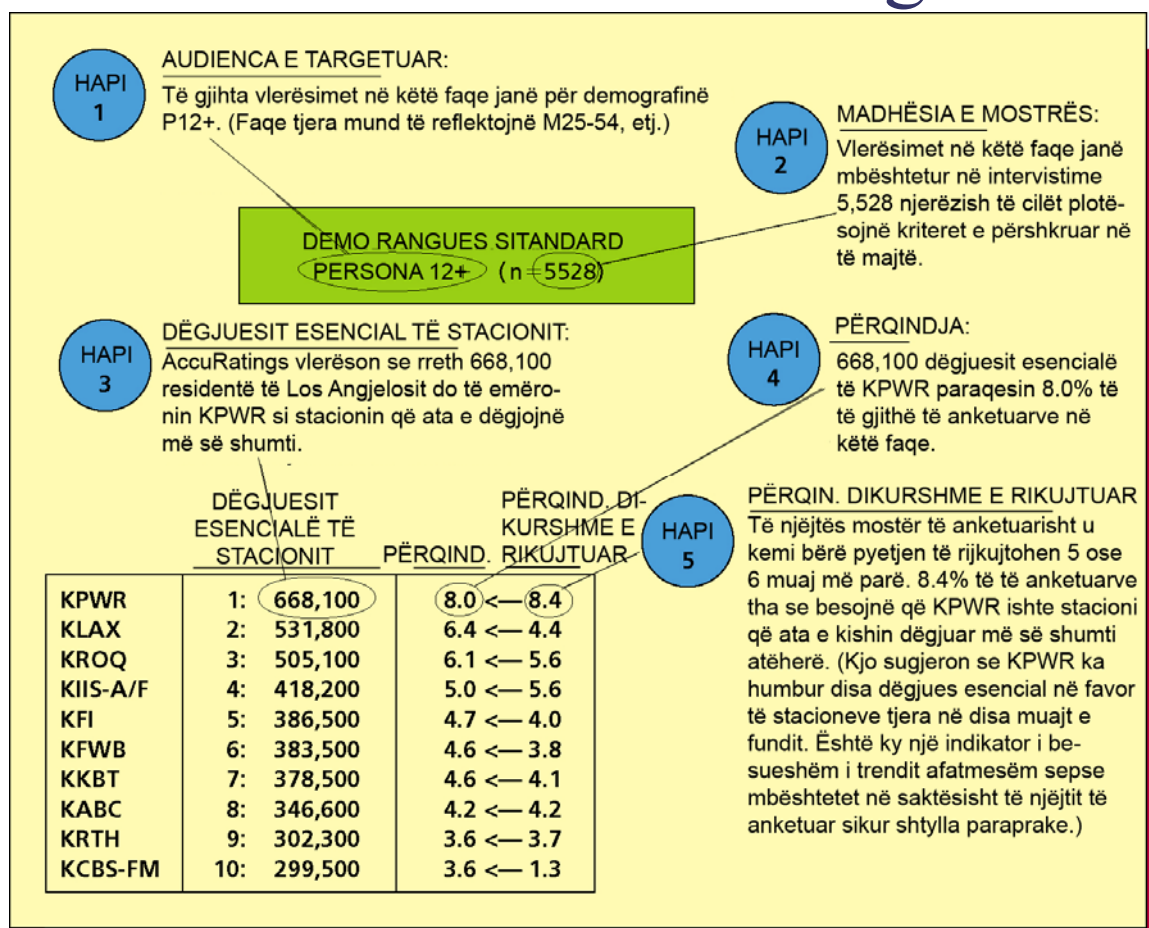 HAPI
1
AUDIENCA E TARGETUAR:
Të gjihta vlerësimet në këtë faqe janë për demografinë
P12+. (Faqe tjera mund të reflektojnë M25-54, etj.)
HAPI
2
MADHËSIA E MOSTRËS:
Vlerësimet në këtë faqe janë
mbështetur në intervistime
5,528 njerëzish të cilët plotë-
sojnë kriteret e përshkruar në
të majtë.
DEMO RANGUES SITANDARD
PERSONA 12+ (n=5528)
HAPI
3
DËGJUESIT ESENCIAL TË STACIONIT:
AccuRatings vlerëson se rreth 668,100
residentë të Los Angjelosit do të emëro-
nin KPWR si stacionin që ata e dëgjojnë
më së shumti.
HAPI
4
PËRQINDJA:
668,100 dëgjuesit esencialë
të KPWR paraqesin 8.0% të
të gjithë të anketuarve në
këtë faqe.
DËGJUESIT
ESENCIALË TË
STACIONIT
PËRQIND.
PËRQIND. DI-
KURSHME E
RIKUJTUAR
KPWR 1: 668,100 8.0 <— 8.4
KLAX 2: 531,800 6.4 <— 4.4
KROQ 3: 505,100 6.1 <— 5.6
KIIS-A/F 4: 418,200 5.0 <— 5.6
KFI 5: 386,500 4.7 <— 4.0
KFWB 6: 383,500 4.6 <— 3.8
KKBT 7: 378,500 4.6 <— 4.1
KABC 8: 346,600 4.2 <— 4.2
KRTH 9: 302,300 3.6 <— 3.7
KCBS-FM 10: 299,500 3.6 <— 1.3
HAPI
5
PËRQIN. DIKURSHME E RIKUJTUAR
Të njëjtës mostër të anketuarisht u
kemi bërë pyetjen të rijkujtohen 5 ose
6 muaj më parë. 8.4% të të anketuarve
tha se besojnë që KPWR ishte stacioni
që ata e kishin dëgjuar më së shumti
atëherë. (Kjo sugjeron se KPWR ka
humbur disa dëgjues esencial në favor
të stacioneve tjera në disa muajt e
fundit. Është ky një indikator i be-
sueshëm i trendit afatmesëm sepse
mbështetet në saktësisht të njëjtit të
anketuar sikur shtylla paraprake.)